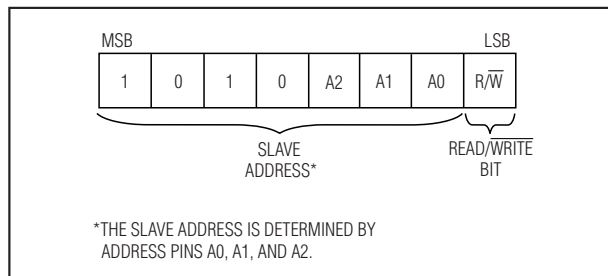 MSB LSB
1 0 1 0 A2 A1 A0 R/W̅
SLAVE READ/W̅R̅I̅T̅E̅
ADDRESS* BIT
*THE SLAVE ADDRESS IS DETERMINED BY
ADDRESS PINS A0, A1, AND A2.